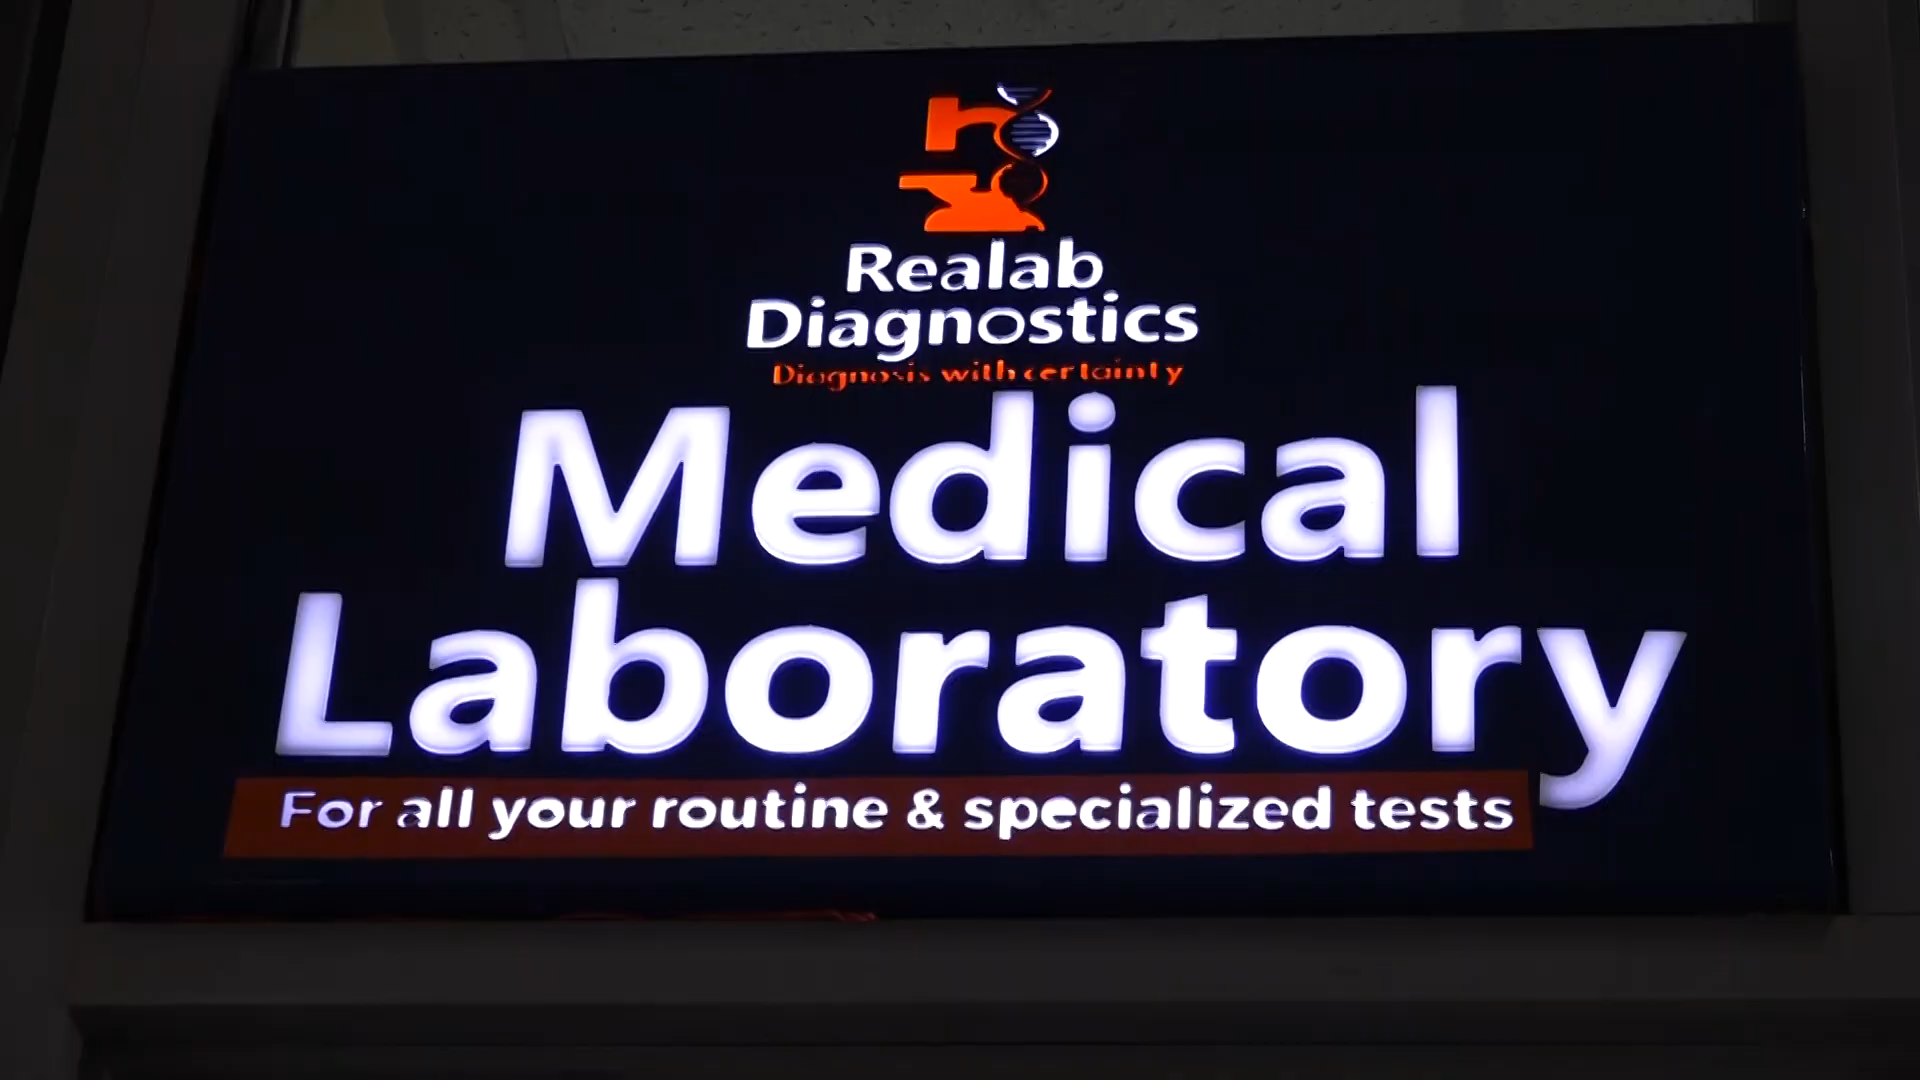 Realab
Diagnostics
Diagnosis with certainty
Medical
Laboratory
For all your routine & specialized tests